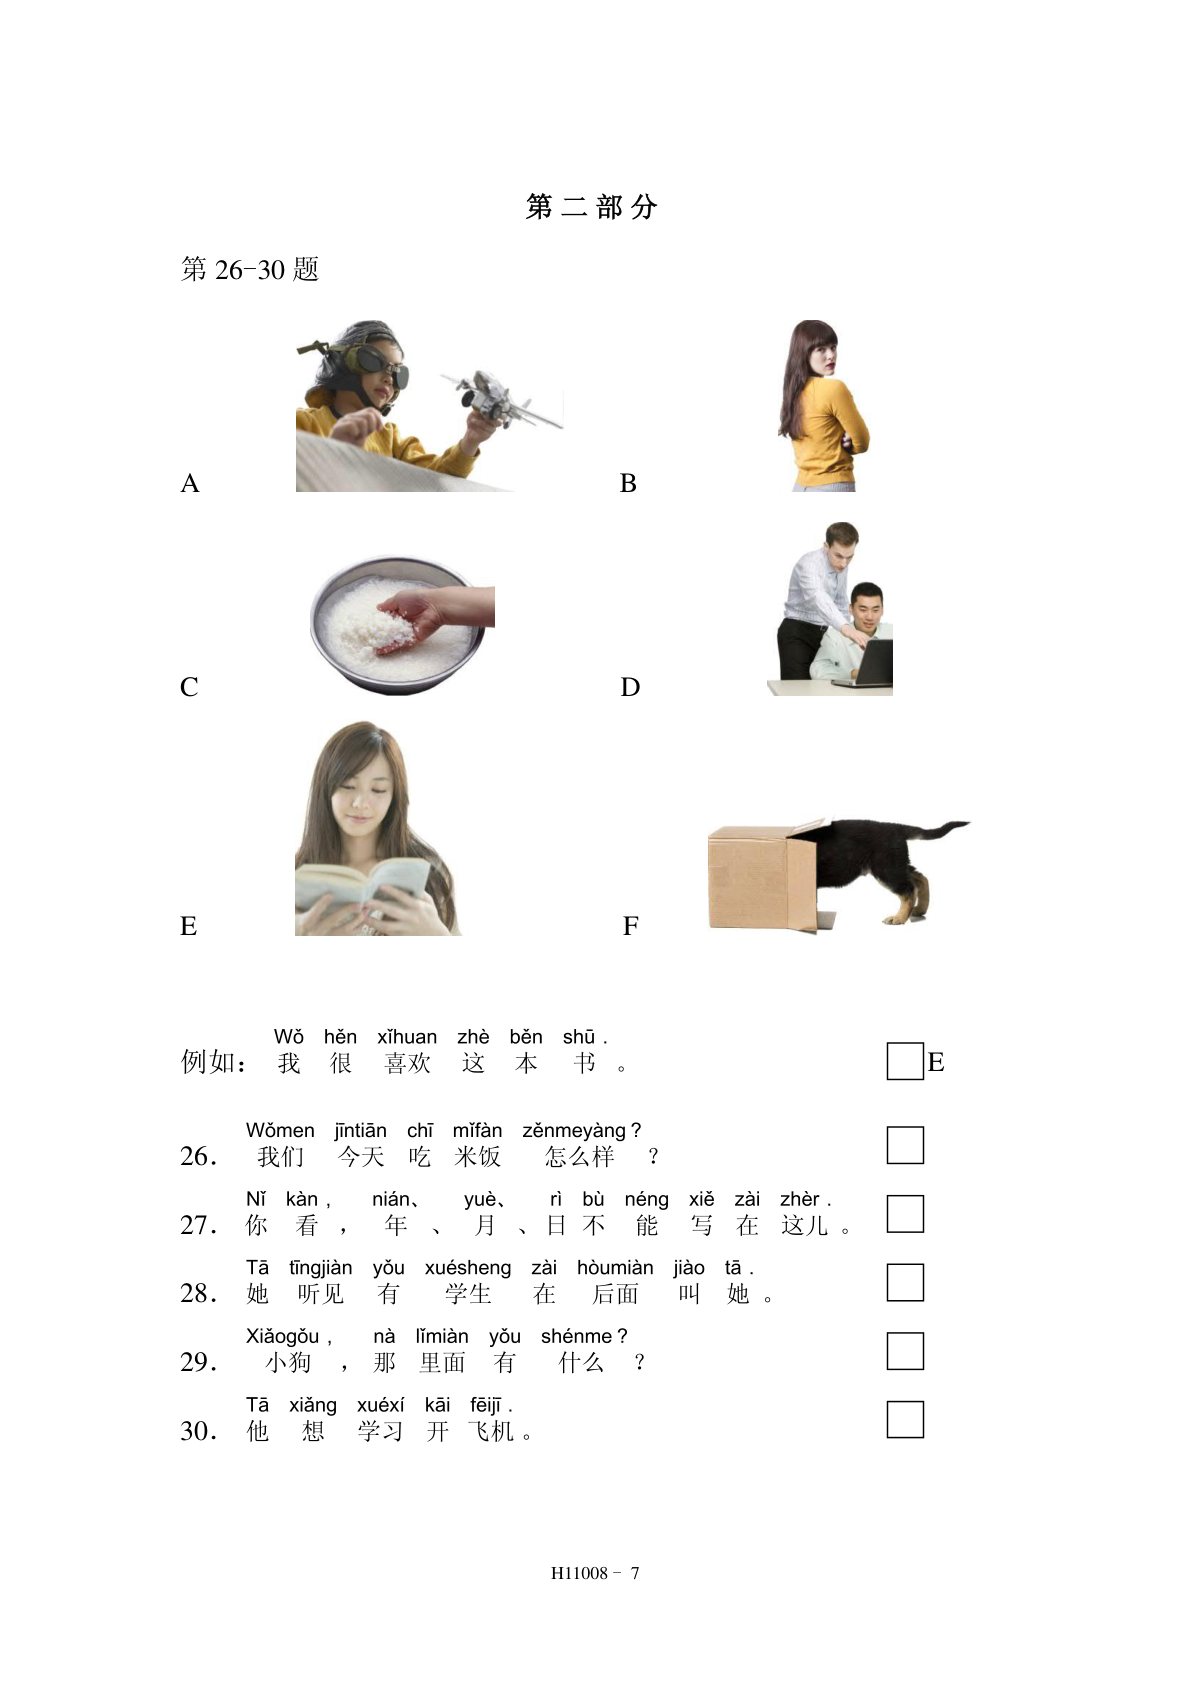 第二部分
第 26-30 题
A
B
C
D
E
F
Wǒ hěn xǐhuan zhè běn shū .
例如: 我 很 喜欢 这 本 书 。 E
Wǒmen jīntiān chī mǐfàn zěnmeyàng ?
26. 我们 今天 吃 米饭 怎么样 ?
Nǐ kàn , nián、 yuè、 rì bù néng xiě zài zhèr .
27. 你 看 , 年 、 月 、日 不 能 写 在 这儿 。
Tā tīngjiàn yǒu xuésheng zài hòumiàn jiào tā .
28. 她 听见 有 学生 在 后面 叫 她 。
Xiǎogǒu , nà lǐmiàn yǒu shénme ?
29. 小狗 , 那 里面 有 什么 ?
Tā xiǎng xuéxí kāi fēijī .
30. 他 想 学习 开 飞机 。
H11008 - 7